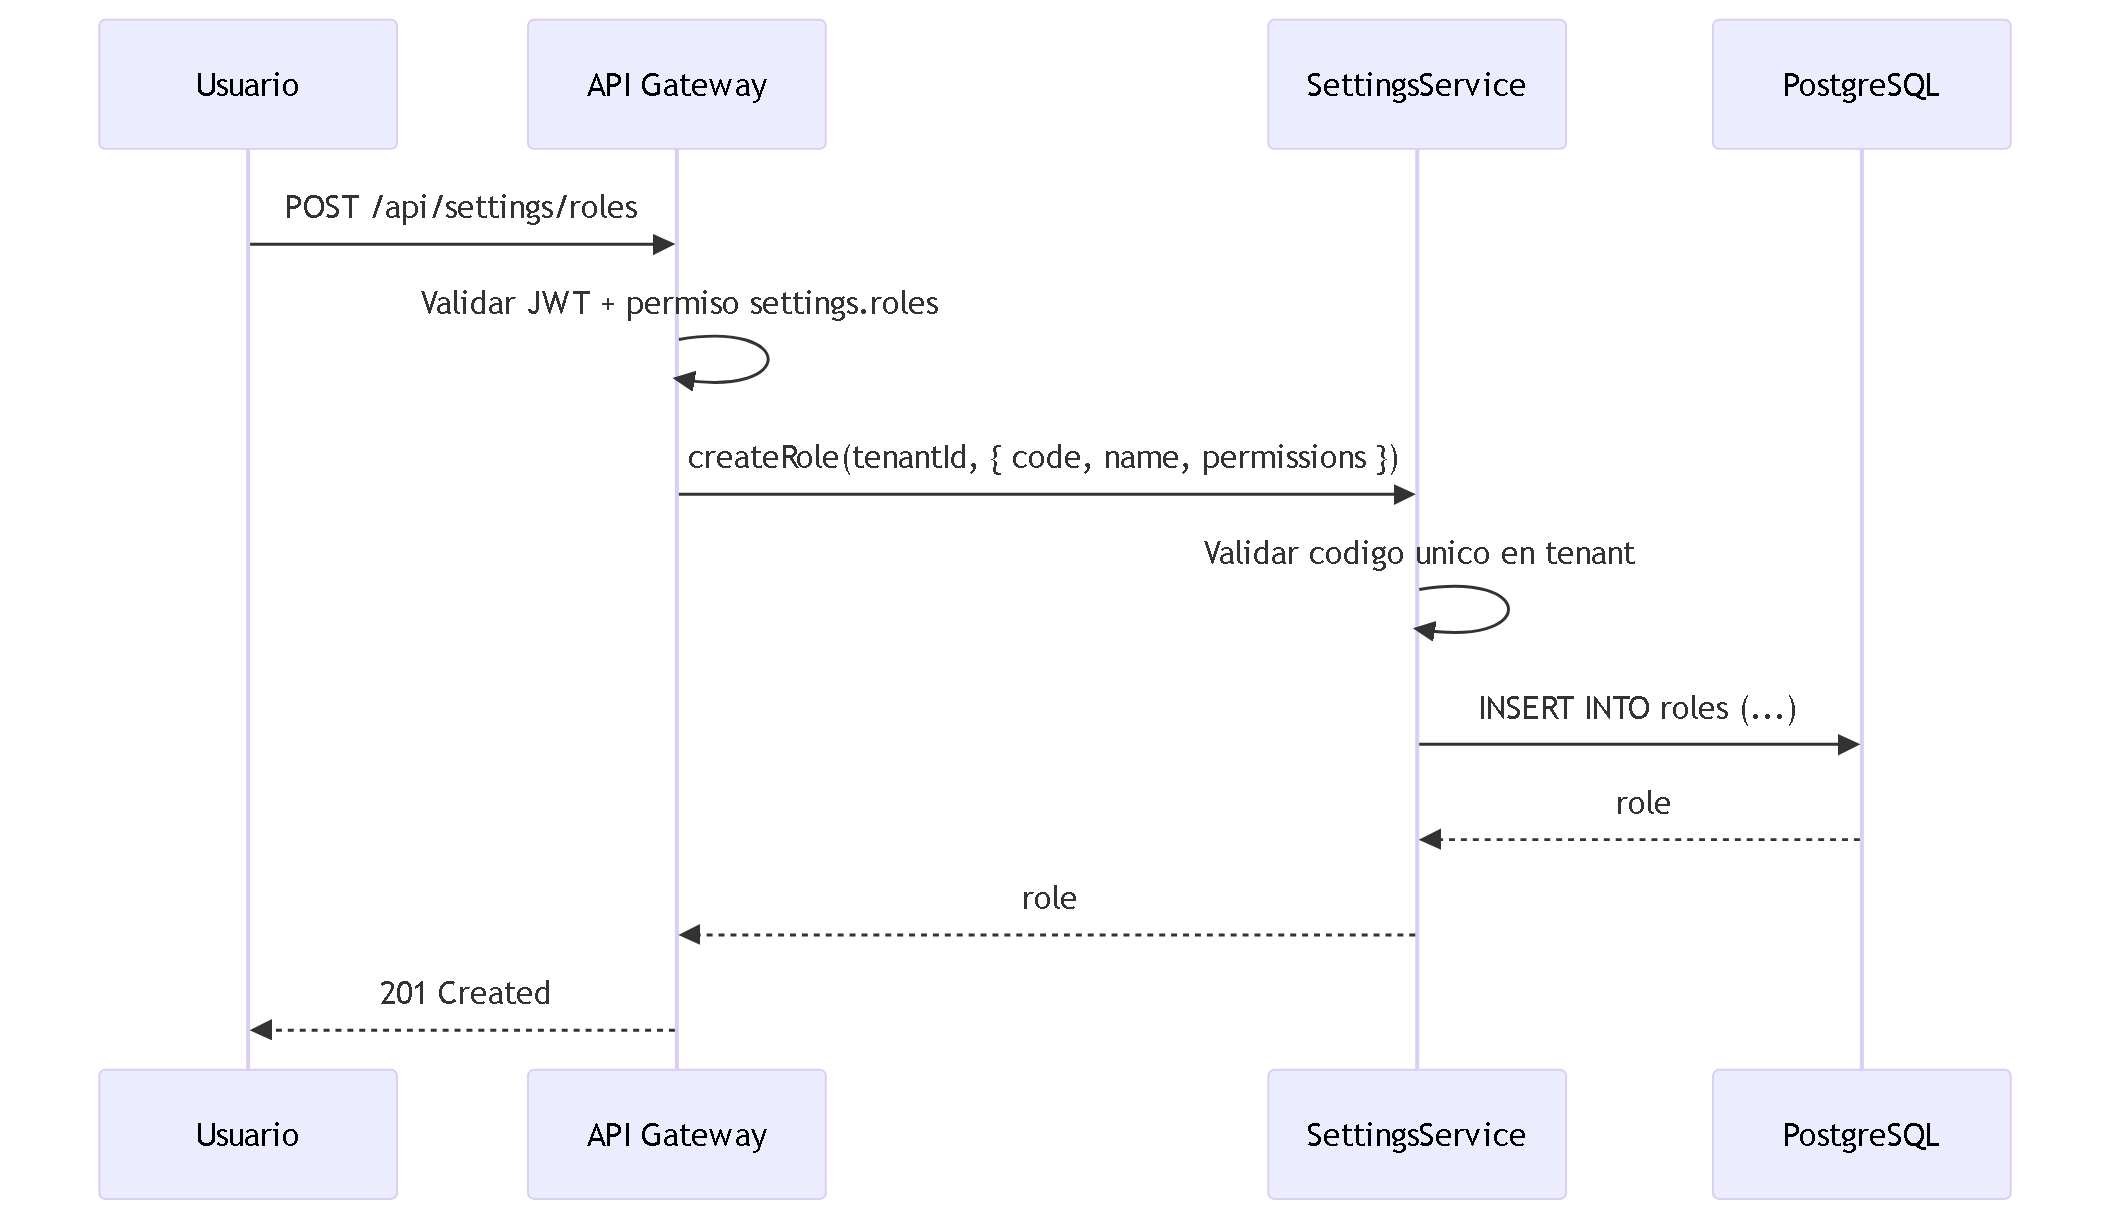 Usuario
API Gateway
SettingsService
PostgreSQL
POST /api/settings/roles
Validar JWT + permiso settings.roles
createRole(tenantId, { code, name, permissions })
Validar codigo unico en tenant
INSERT INTO roles (...)
role
role
201 Created
Usuario
API Gateway
SettingsService
PostgreSQL